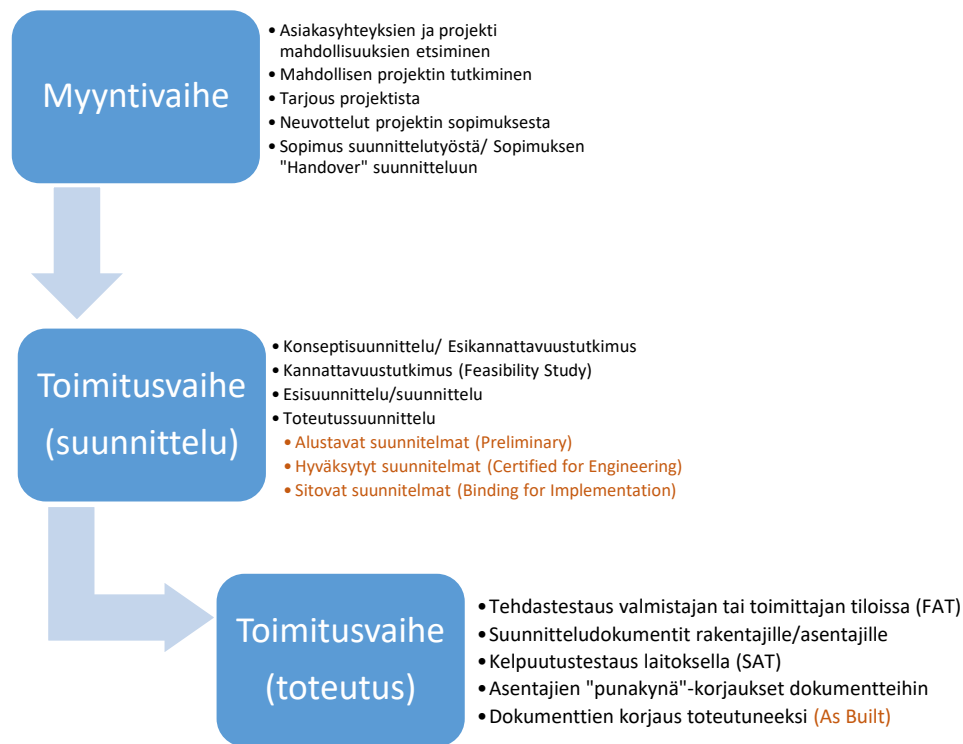 Myyntivaihe
• Asiakasyhteyksien ja projekti
mahdollisuuksien etsiminen
• Mahdollisen projektin tutkiminen
• Tarjous projektista
• Neuvottelut projektin sopimuksesta
• Sopimus suunnittelutyöstä/ Sopimuksen
"Handover" suunnitteluun
Toimitusvaihe
(suunnittelu)
• Konseptisuunnittelu/ Esikannattavuustutkimus
• Kannattavuustutkimus (Feasibility Study)
• Esisuunnittelu/suunnittelu
• Toteutussuunnittelu
• Alustavat suunnitelmat (Preliminary)
• Hyväksytyt suunnitelmat (Certified for Engineering)
• Sitovat suunnitelmat (Binding for Implementation)
Toimitusvaihe
(toteutus)
• Tehdastestaus valmistajan tai toimittajan tiloissa (FAT)
• Suunnitteludokumentit rakentajille/asentajille
• Kelpuutustestaus laitoksella (SAT)
• Asentajien "punakynä"-korjaukset dokumentteihin
• Dokumenttien korjaus toteutuneeksi (As Built)